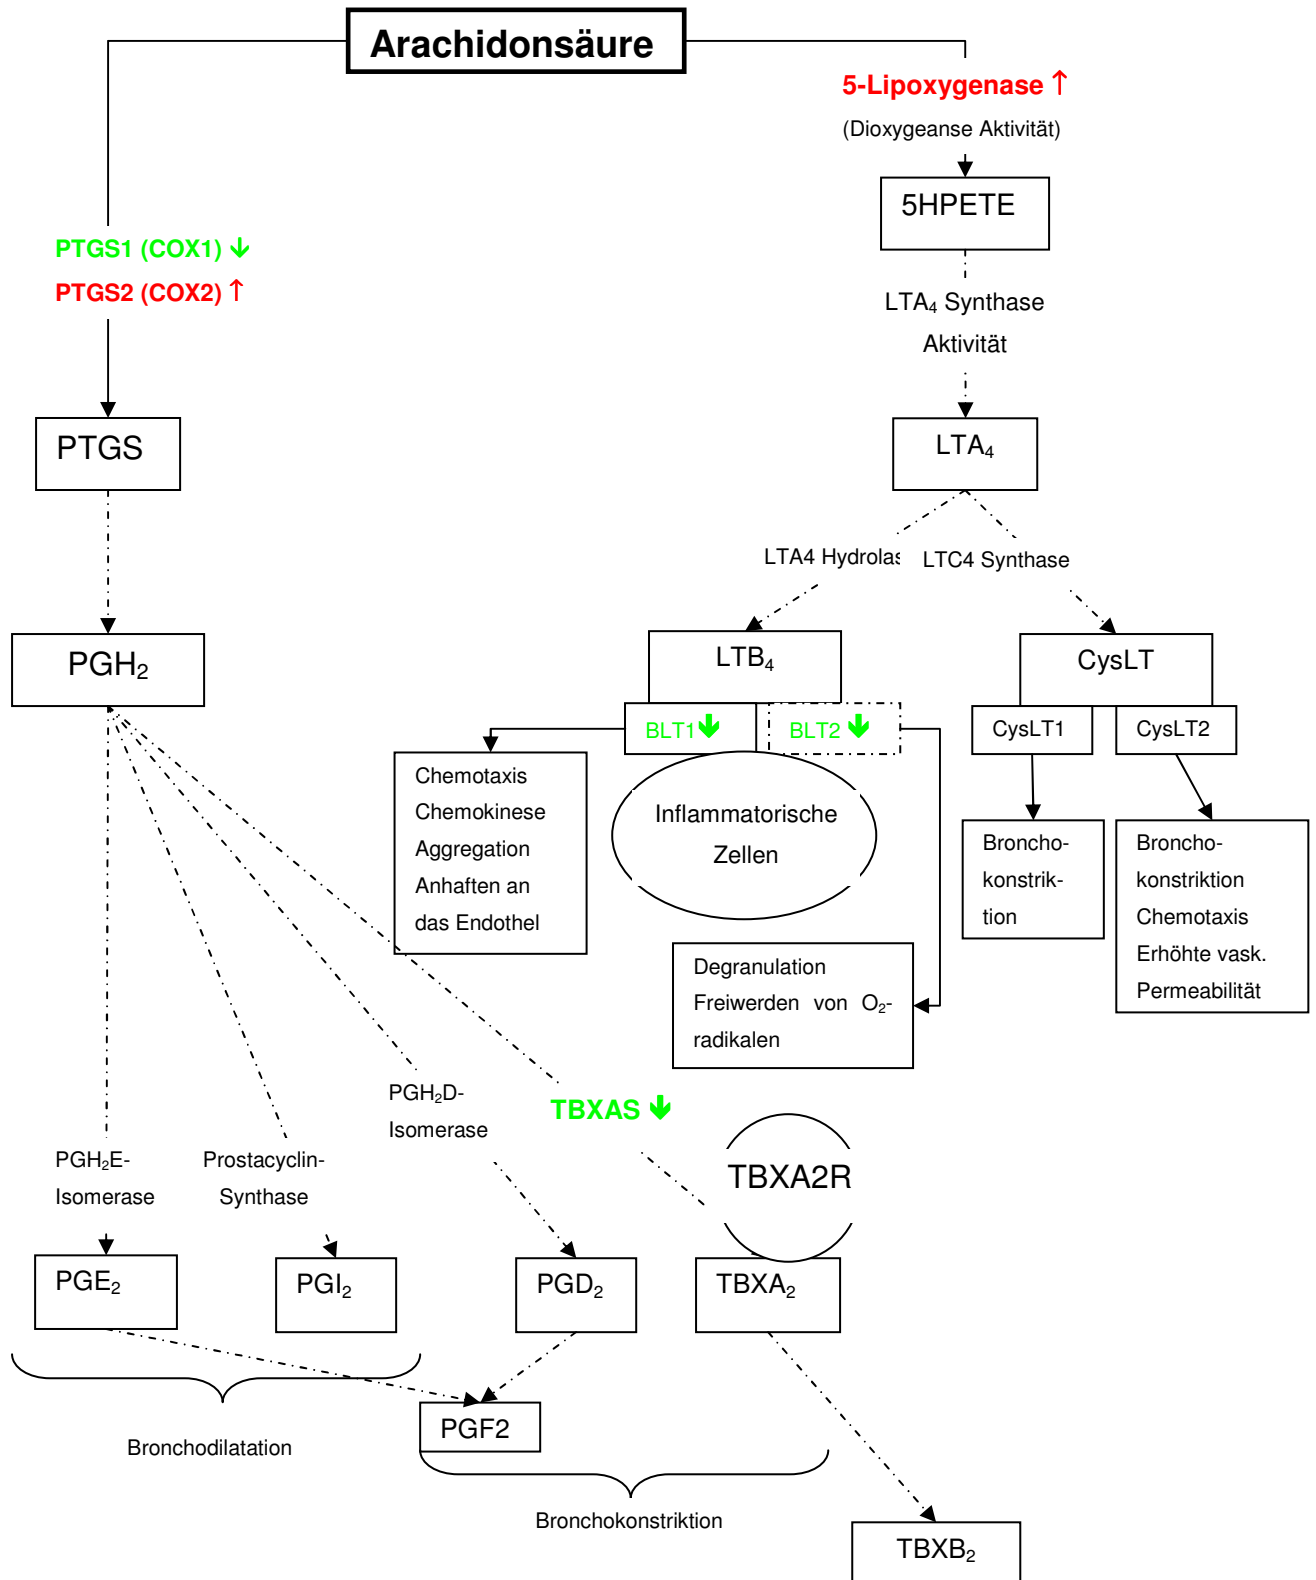 Arachidonsäure
5-Lipoxygenase ↑
(Dioxygeanse Aktivität)
5HPETE
PTGS1 (COX1) ↓
PTGS2 (COX2) ↑
LTA₄ Synthase
Aktivität
PTGS
LTA₄
LTA4 Hydrolas
LTC4 Synthase
PGH₂
LTB₄
CysLT
BLT1 ↓
BLT2 ↓
CysLT1
CysLT2
Chemotaxis
Chemokinese
Aggregation
Anhaften an
das Endothel
Inflammatorische
Zellen
Broncho-
konstrik-
tion
Broncho-
konstriktion
Chemotaxis
Erhöhte vask.
Permeabilität
Degranulation
Freiwerden von O₂-
radikalen
PGH₂D-
Isomerase
TBXAS ↓
PGH₂E-
Isomerase
Prostacyclin-
Synthase
TBXA2R
PGE₂
PGI₂
PGD₂
TBXA₂
PGF2
Bronchodilatation
Bronchokonstriktion
TBXB₂